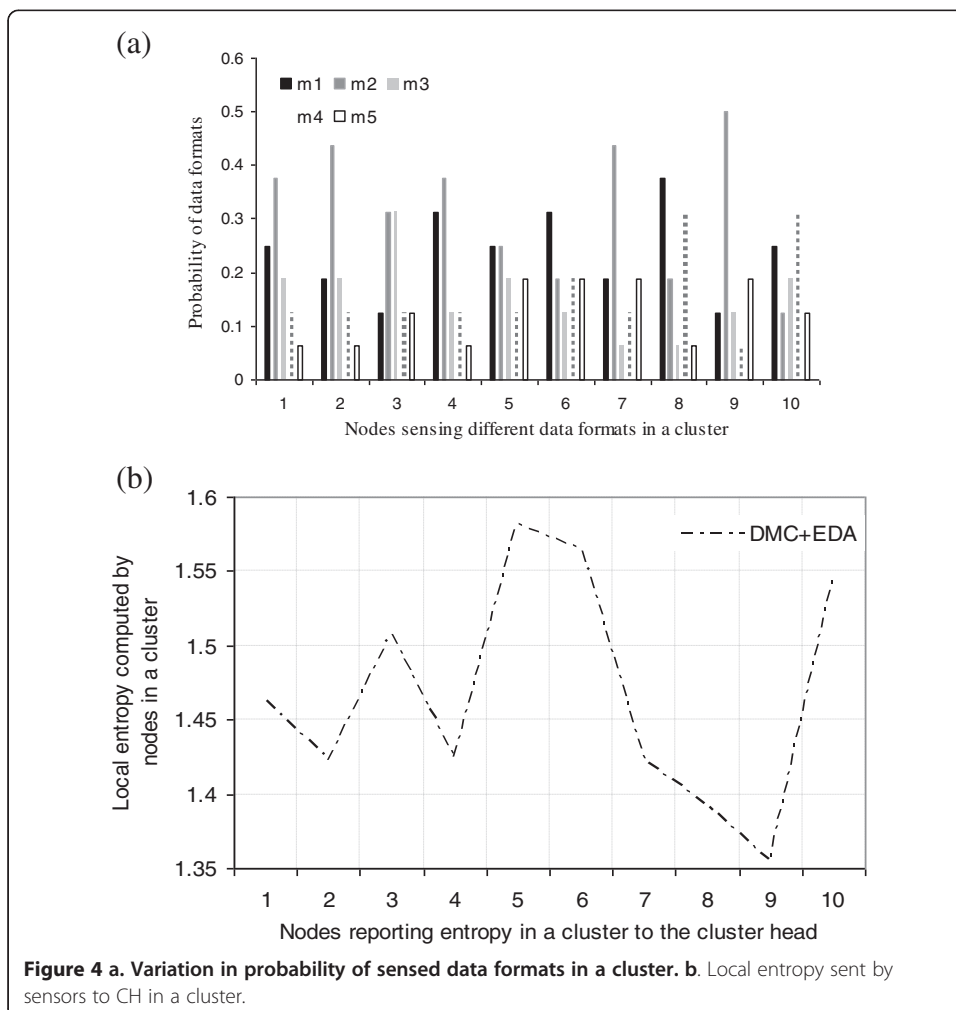 (a)
0.6
0.5
0.4
0.3
0.2
0.1
0
Probability of data formats
m1 m2 m3
m4 m5
1 2 3 4 5 6 7 8 9 10
Nodes sensing different data formats in a cluster
(b)
1.6
1.55
1.5
1.45
1.4
1.35
Local entropy computed by
nodes in a cluster
DMC+EDA
1 2 3 4 5 6 7 8 9 10
Nodes reporting entropy in a cluster to the cluster head
Figure 4 a. Variation in probability of sensed data formats in a cluster. b. Local entropy sent by
sensors to CH in a cluster.